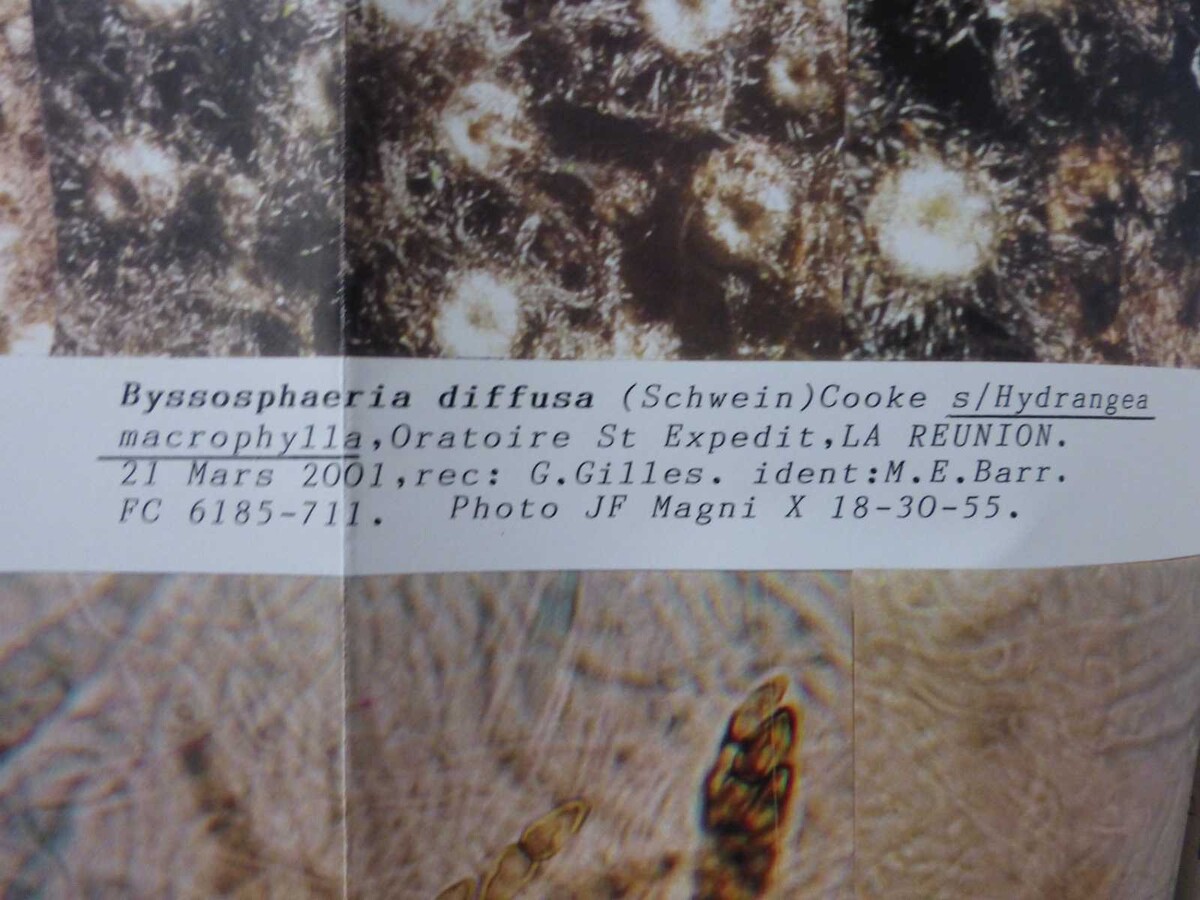 Byssosphaeria diffusa (Schwein)Cooke s/Hydrangea
macrophylla,Oratoire St Expedit,LA REUNION.
21 Mars 2001,rec: G.Gilles. ident:M.E.Barr.
FC 6185-711. Photo JF Magni X 18-30-55.